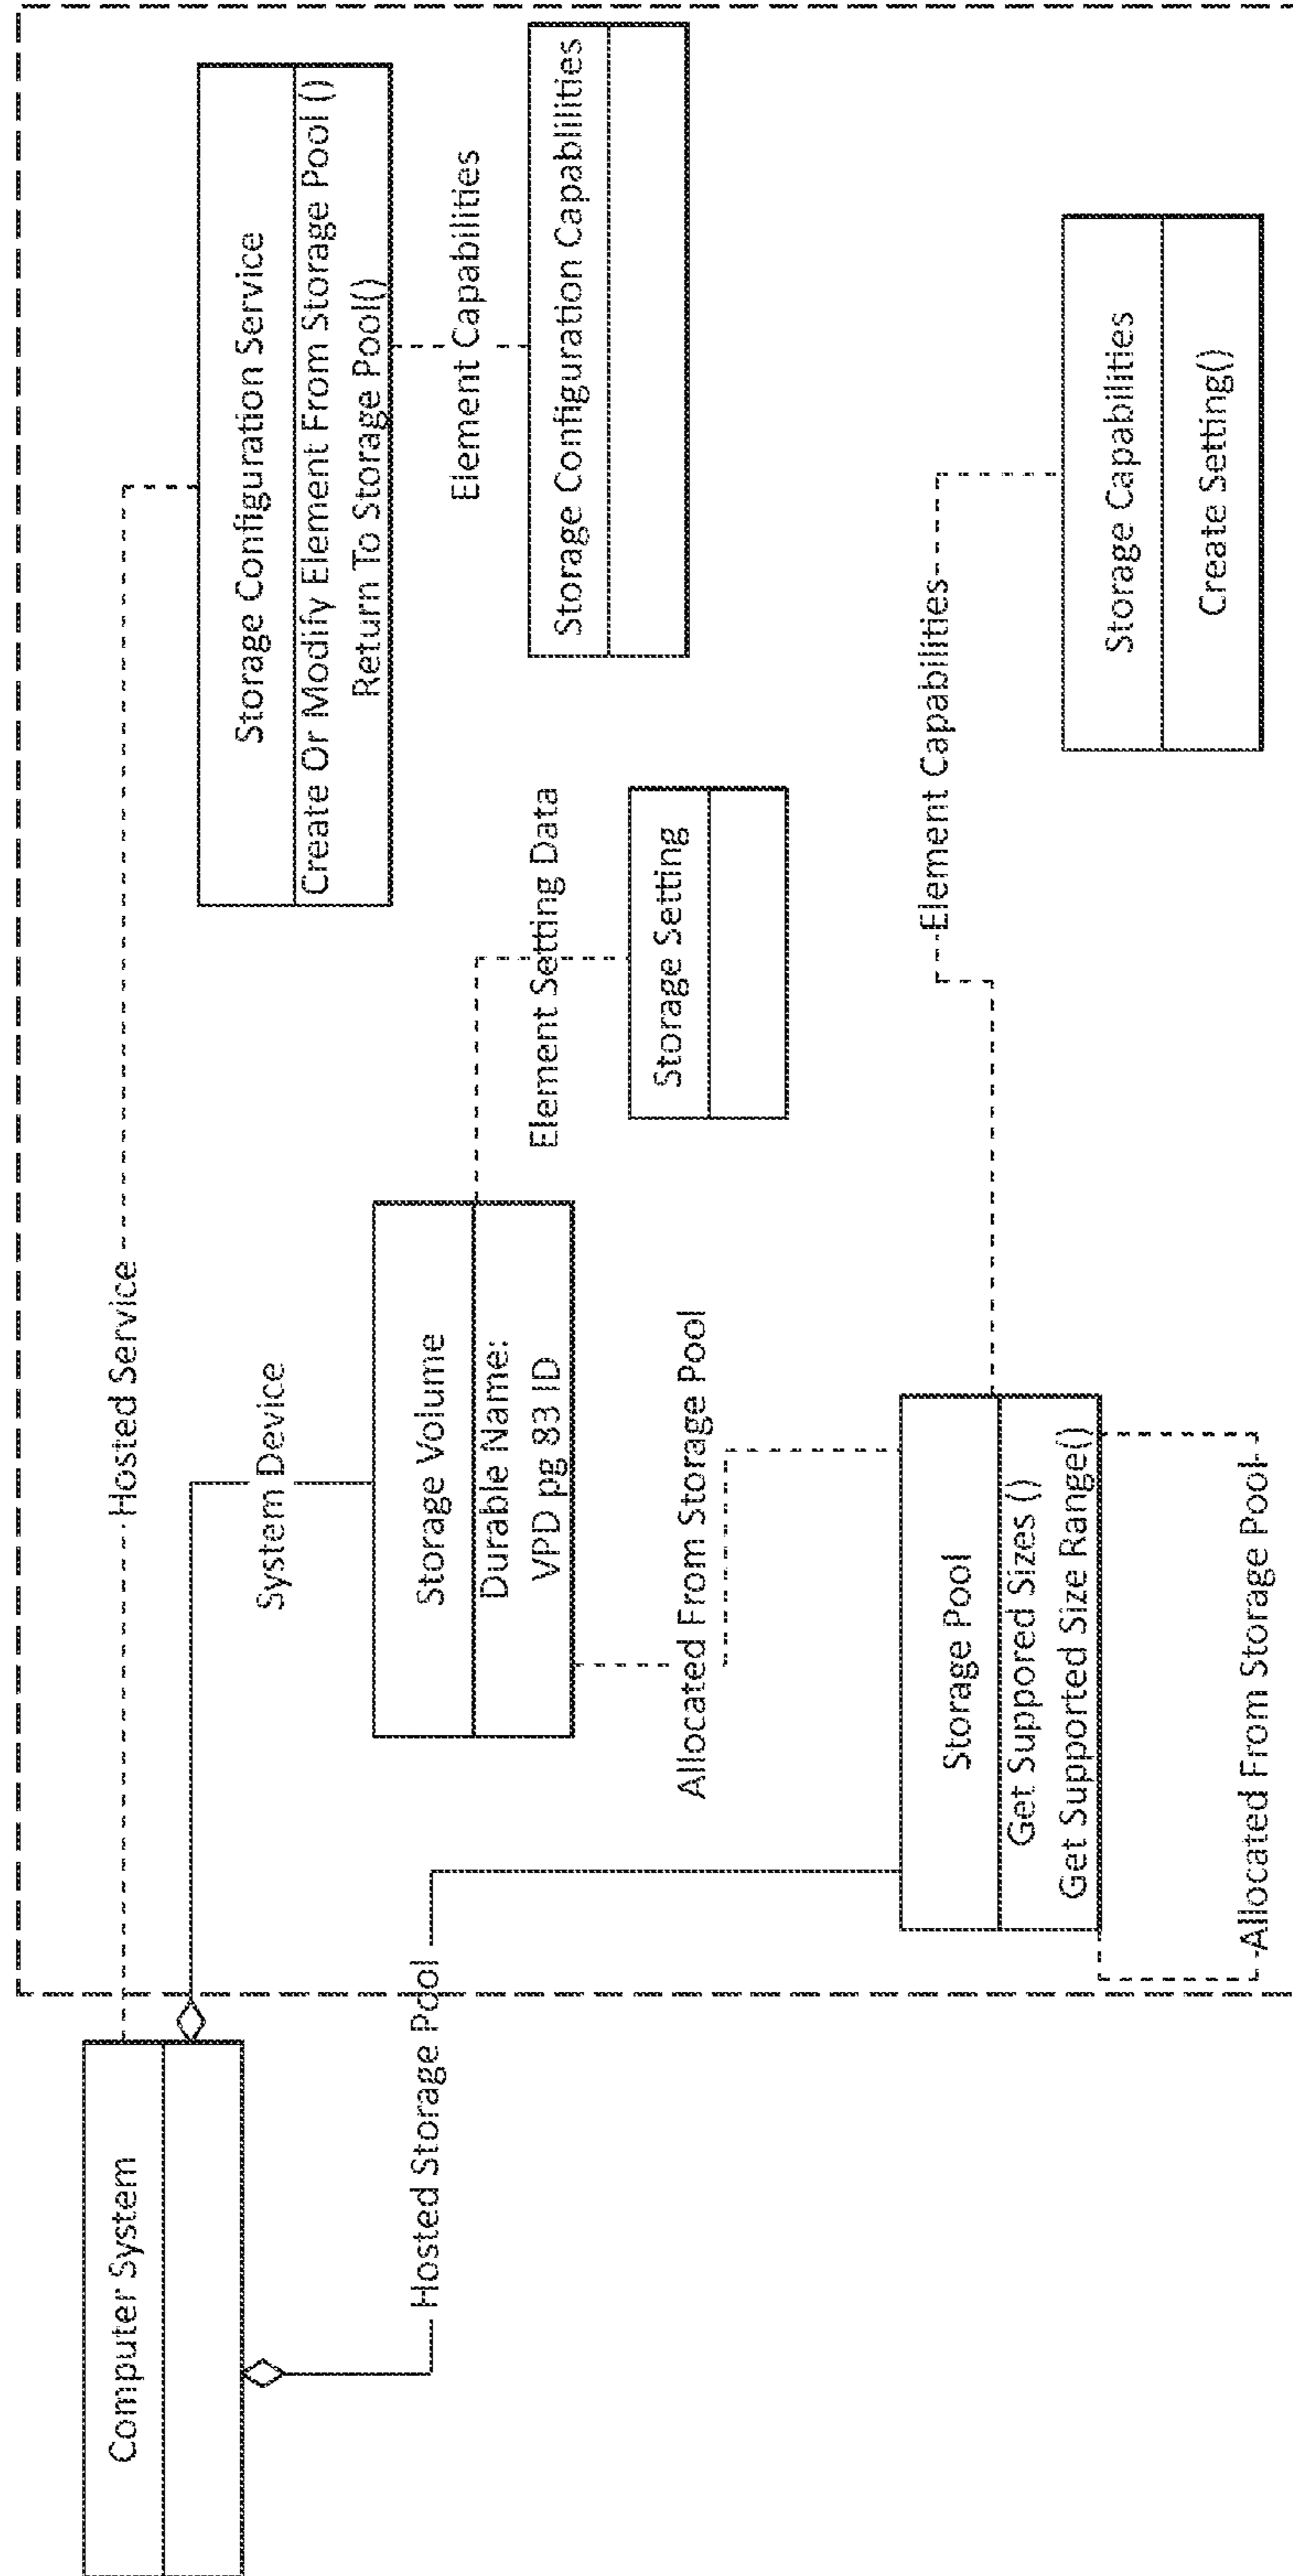 Computer System
Hosted Service
System Device
Hosted Storage Pool
Storage Configuration Service
Create Or Modify Element From Storage Pool ()
Return To Storage Pool()
Element Capabilities
Storage Configuration Capabilities
Storage Volume
Durable Name:
VPD pg 83 ID
Element Setting Data
Storage Setting
Allocated From Storage Pool
Storage Pool
Get Suppored Sizes ()
Get Supported Size Range()
Allocated From Storage Pool
Element Capabilities
Storage Capabilities
Create Setting()